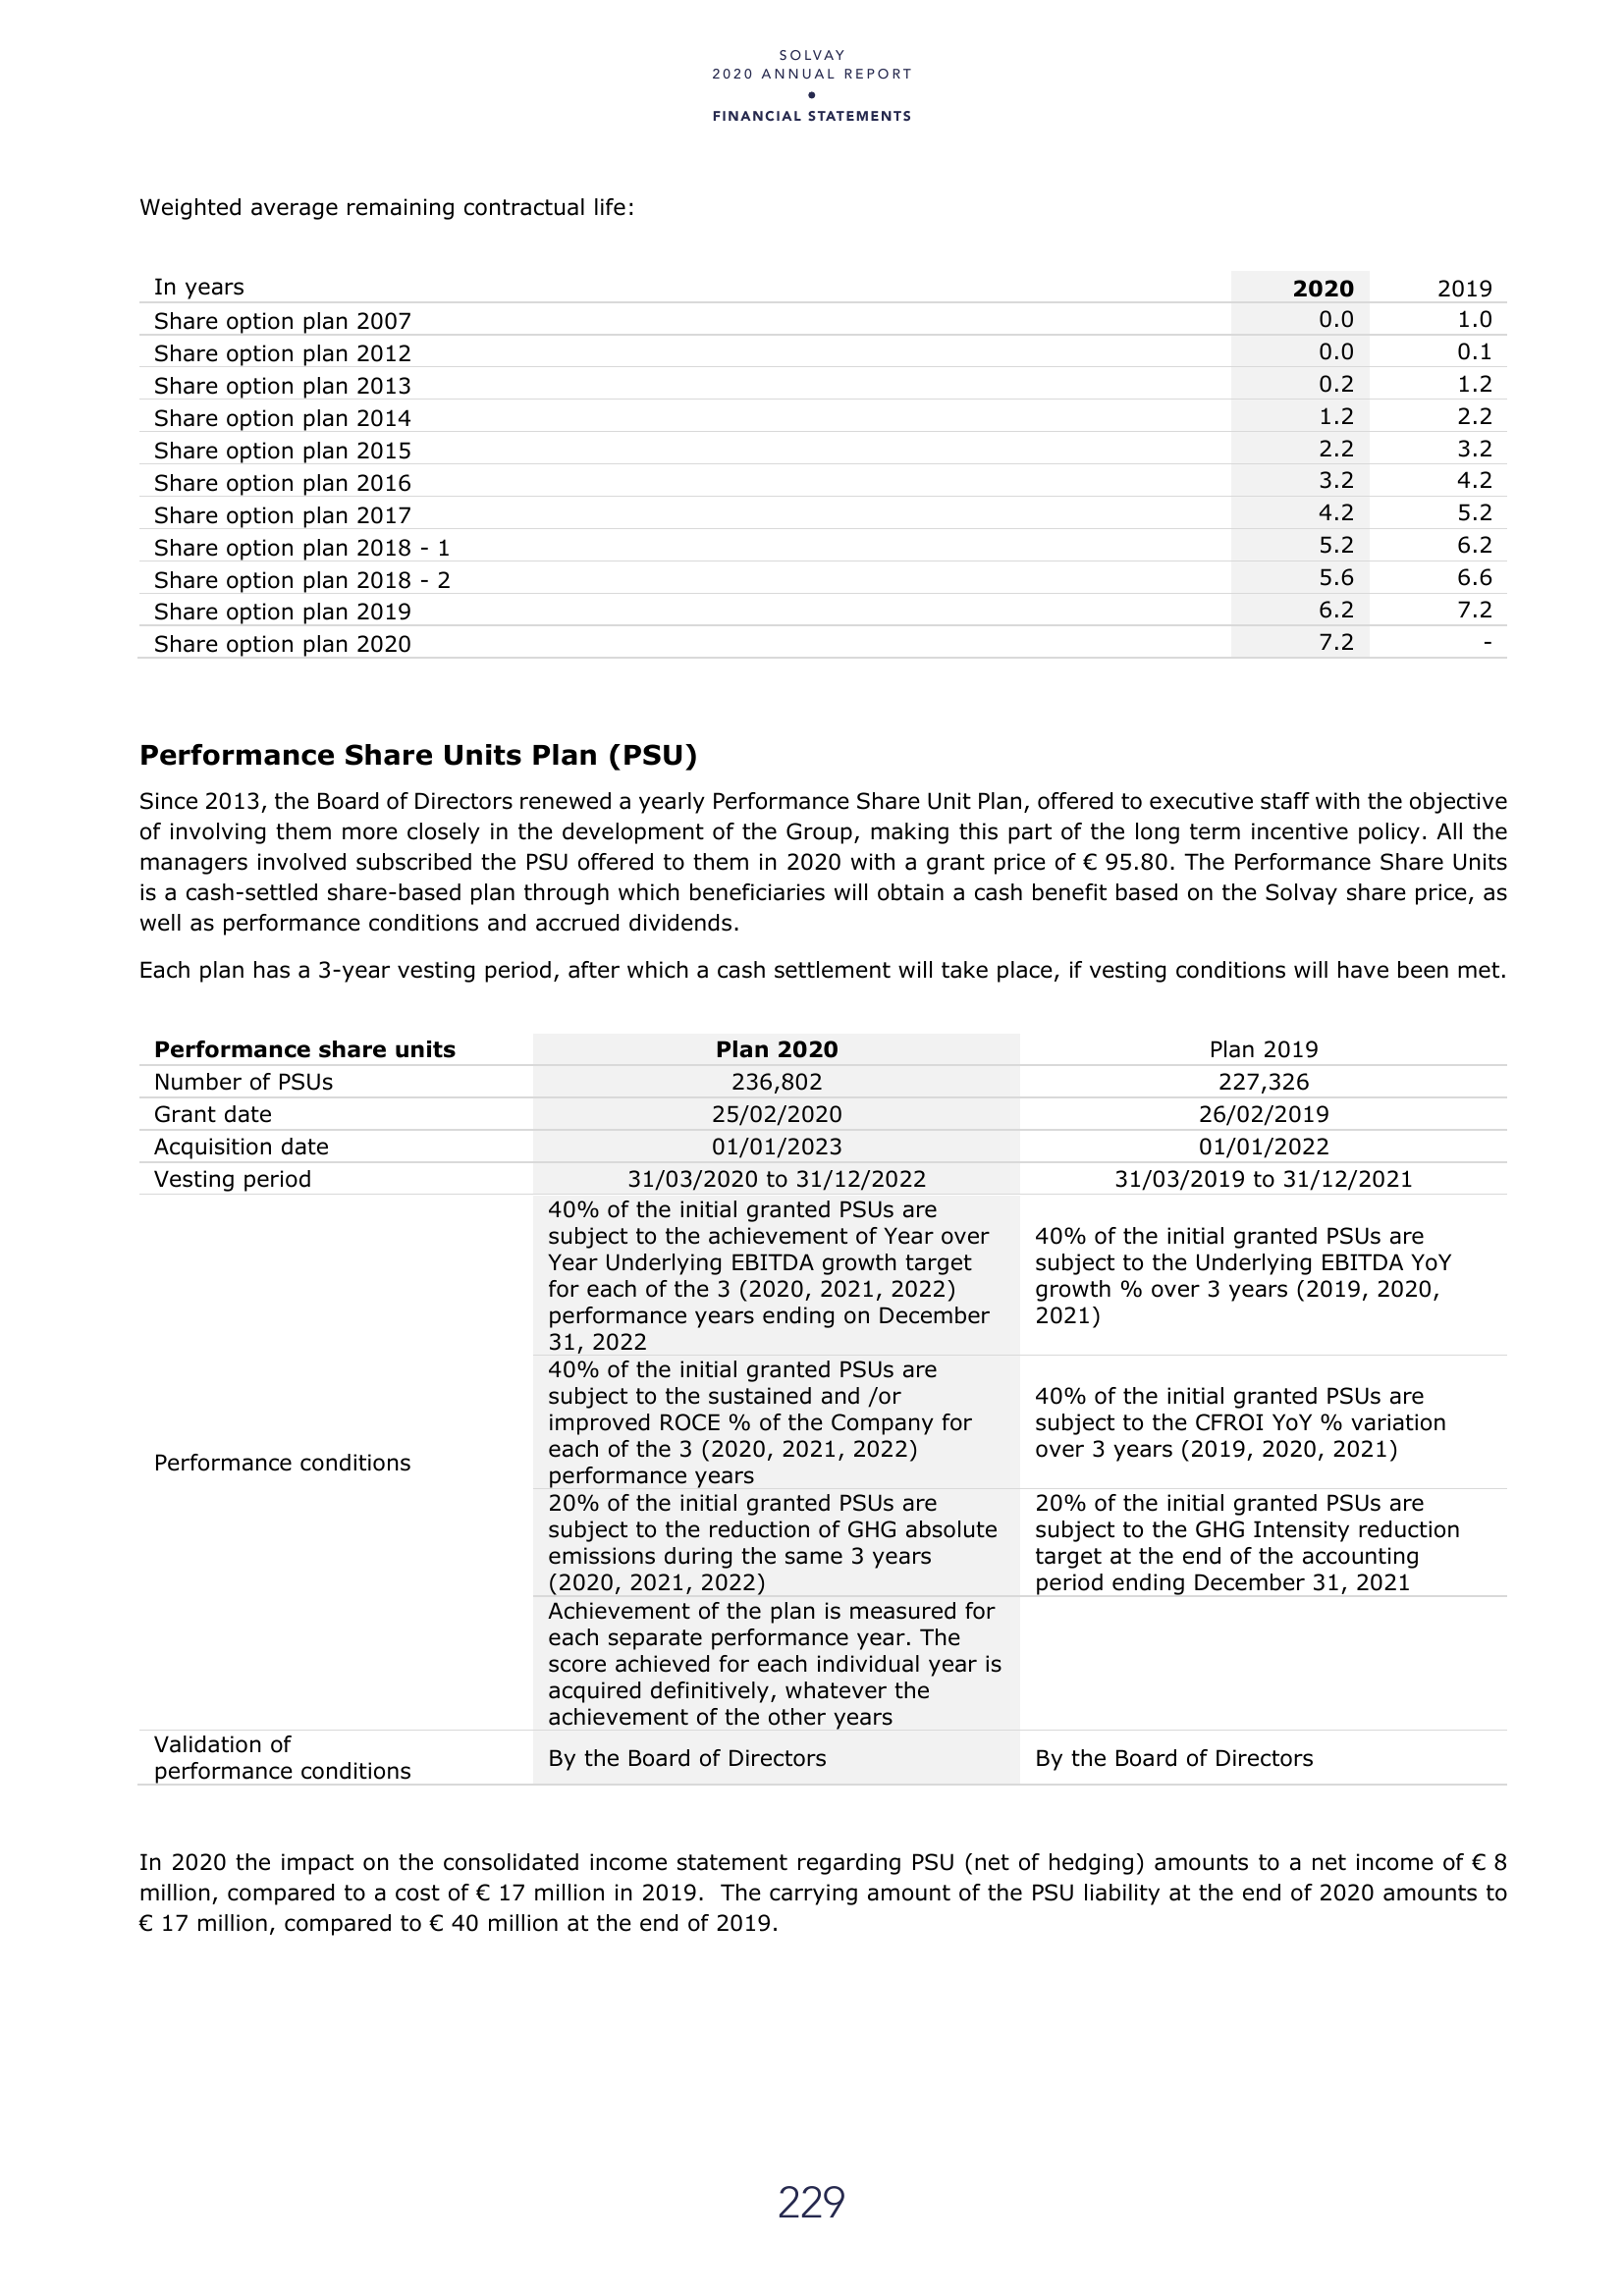 SOLVAY
2020 ANNUAL REPORT
•
FINANCIAL STATEMENTS
Weighted average remaining contractual life:
In years 2020 2019
Share option plan 2007 0.0 1.0
Share option plan 2012 0.0 0.1
Share option plan 2013 0.2 1.2
Share option plan 2014 1.2 2.2
Share option plan 2015 2.2 3.2
Share option plan 2016 3.2 4.2
Share option plan 2017 4.2 5.2
Share option plan 2018 - 1 5.2 6.2
Share option plan 2018 - 2 5.6 6.6
Share option plan 2019 6.2 7.2
Share option plan 2020 7.2 -
Performance Share Units Plan (PSU)
Since 2013, the Board of Directors renewed a yearly Performance Share Unit Plan, offered to executive staff with the objective
of involving them more closely in the development of the Group, making this part of the long term incentive policy. All the
managers involved subscribed the PSU offered to them in 2020 with a grant price of € 95.80. The Performance Share Units
is a cash-settled share-based plan through which beneficiaries will obtain a cash benefit based on the Solvay share price, as
well as performance conditions and accrued dividends.
Each plan has a 3-year vesting period, after which a cash settlement will take place, if vesting conditions will have been met.
Performance share units Plan 2020 Plan 2019
Number of PSUs 236,802 227,326
Grant date 25/02/2020 26/02/2019
Acquisition date 01/01/2023 01/01/2022
Vesting period 31/03/2020 to 31/12/2022 31/03/2019 to 31/12/2021
Performance conditions
40% of the initial granted PSUs are
subject to the achievement of Year over
Year Underlying EBITDA growth target
for each of the 3 (2020, 2021, 2022)
performance years ending on December
31, 2022
40% of the initial granted PSUs are
subject to the Underlying EBITDA YoY
growth % over 3 years (2019, 2020,
2021)
40% of the initial granted PSUs are
subject to the sustained and /or
improved ROCE % of the Company for
each of the 3 (2020, 2021, 2022)
performance years
40% of the initial granted PSUs are
subject to the CFROI YoY % variation
over 3 years (2019, 2020, 2021)
20% of the initial granted PSUs are
subject to the reduction of GHG absolute
emissions during the same 3 years
(2020, 2021, 2022)
20% of the initial granted PSUs are
subject to the GHG Intensity reduction
target at the end of the accounting
period ending December 31, 2021
Achievement of the plan is measured for
each separate performance year. The
score achieved for each individual year is
acquired definitively, whatever the
achievement of the other years
Validation of
performance conditions
By the Board of Directors By the Board of Directors
In 2020 the impact on the consolidated income statement regarding PSU (net of hedging) amounts to a net income of € 8
million, compared to a cost of € 17 million in 2019. The carrying amount of the PSU liability at the end of 2020 amounts to
€ 17 million, compared to € 40 million at the end of 2019.
229